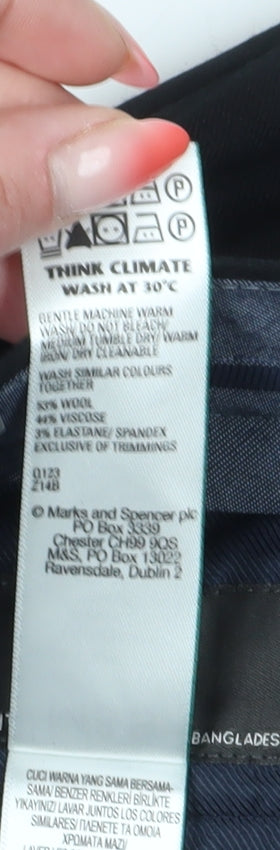 P
P
THINK CLIMATE
WASH AT 30°C
GENTLE MACHINE WARM
WASH/ DO NOT BLEACH/
MEDIUM TUMBLE DRY/ WARM
IRON/ DRY CLEANABLE
WASH SIMILAR COLOURS
TOGETHER
53% WOOL
44% VISCOSE
3% ELASTANE/ SPANDEX
EXCLUSIVE OF TRIMMINGS
0123
Z14B
© Marks and Spencer plc
PO Box 3339
Chester CH99 9QS
M&S, PO Box 13022
Ravensdale, Dublin 2
BANGLADES
CUCI WARNA YANG SAMA BERSAMA-
SAMA/ BENZER RENKLERİ BİRLİKTE
YIKAYINIZ/ LAVAR JUNTOS LOS COLORES
SIMILARES/ ΠΛΕΝΕΤΕ ΤΑ ΟΜΟΙΑ
ΧΡΩΜΑΤΑ ΜΑΖΙ/